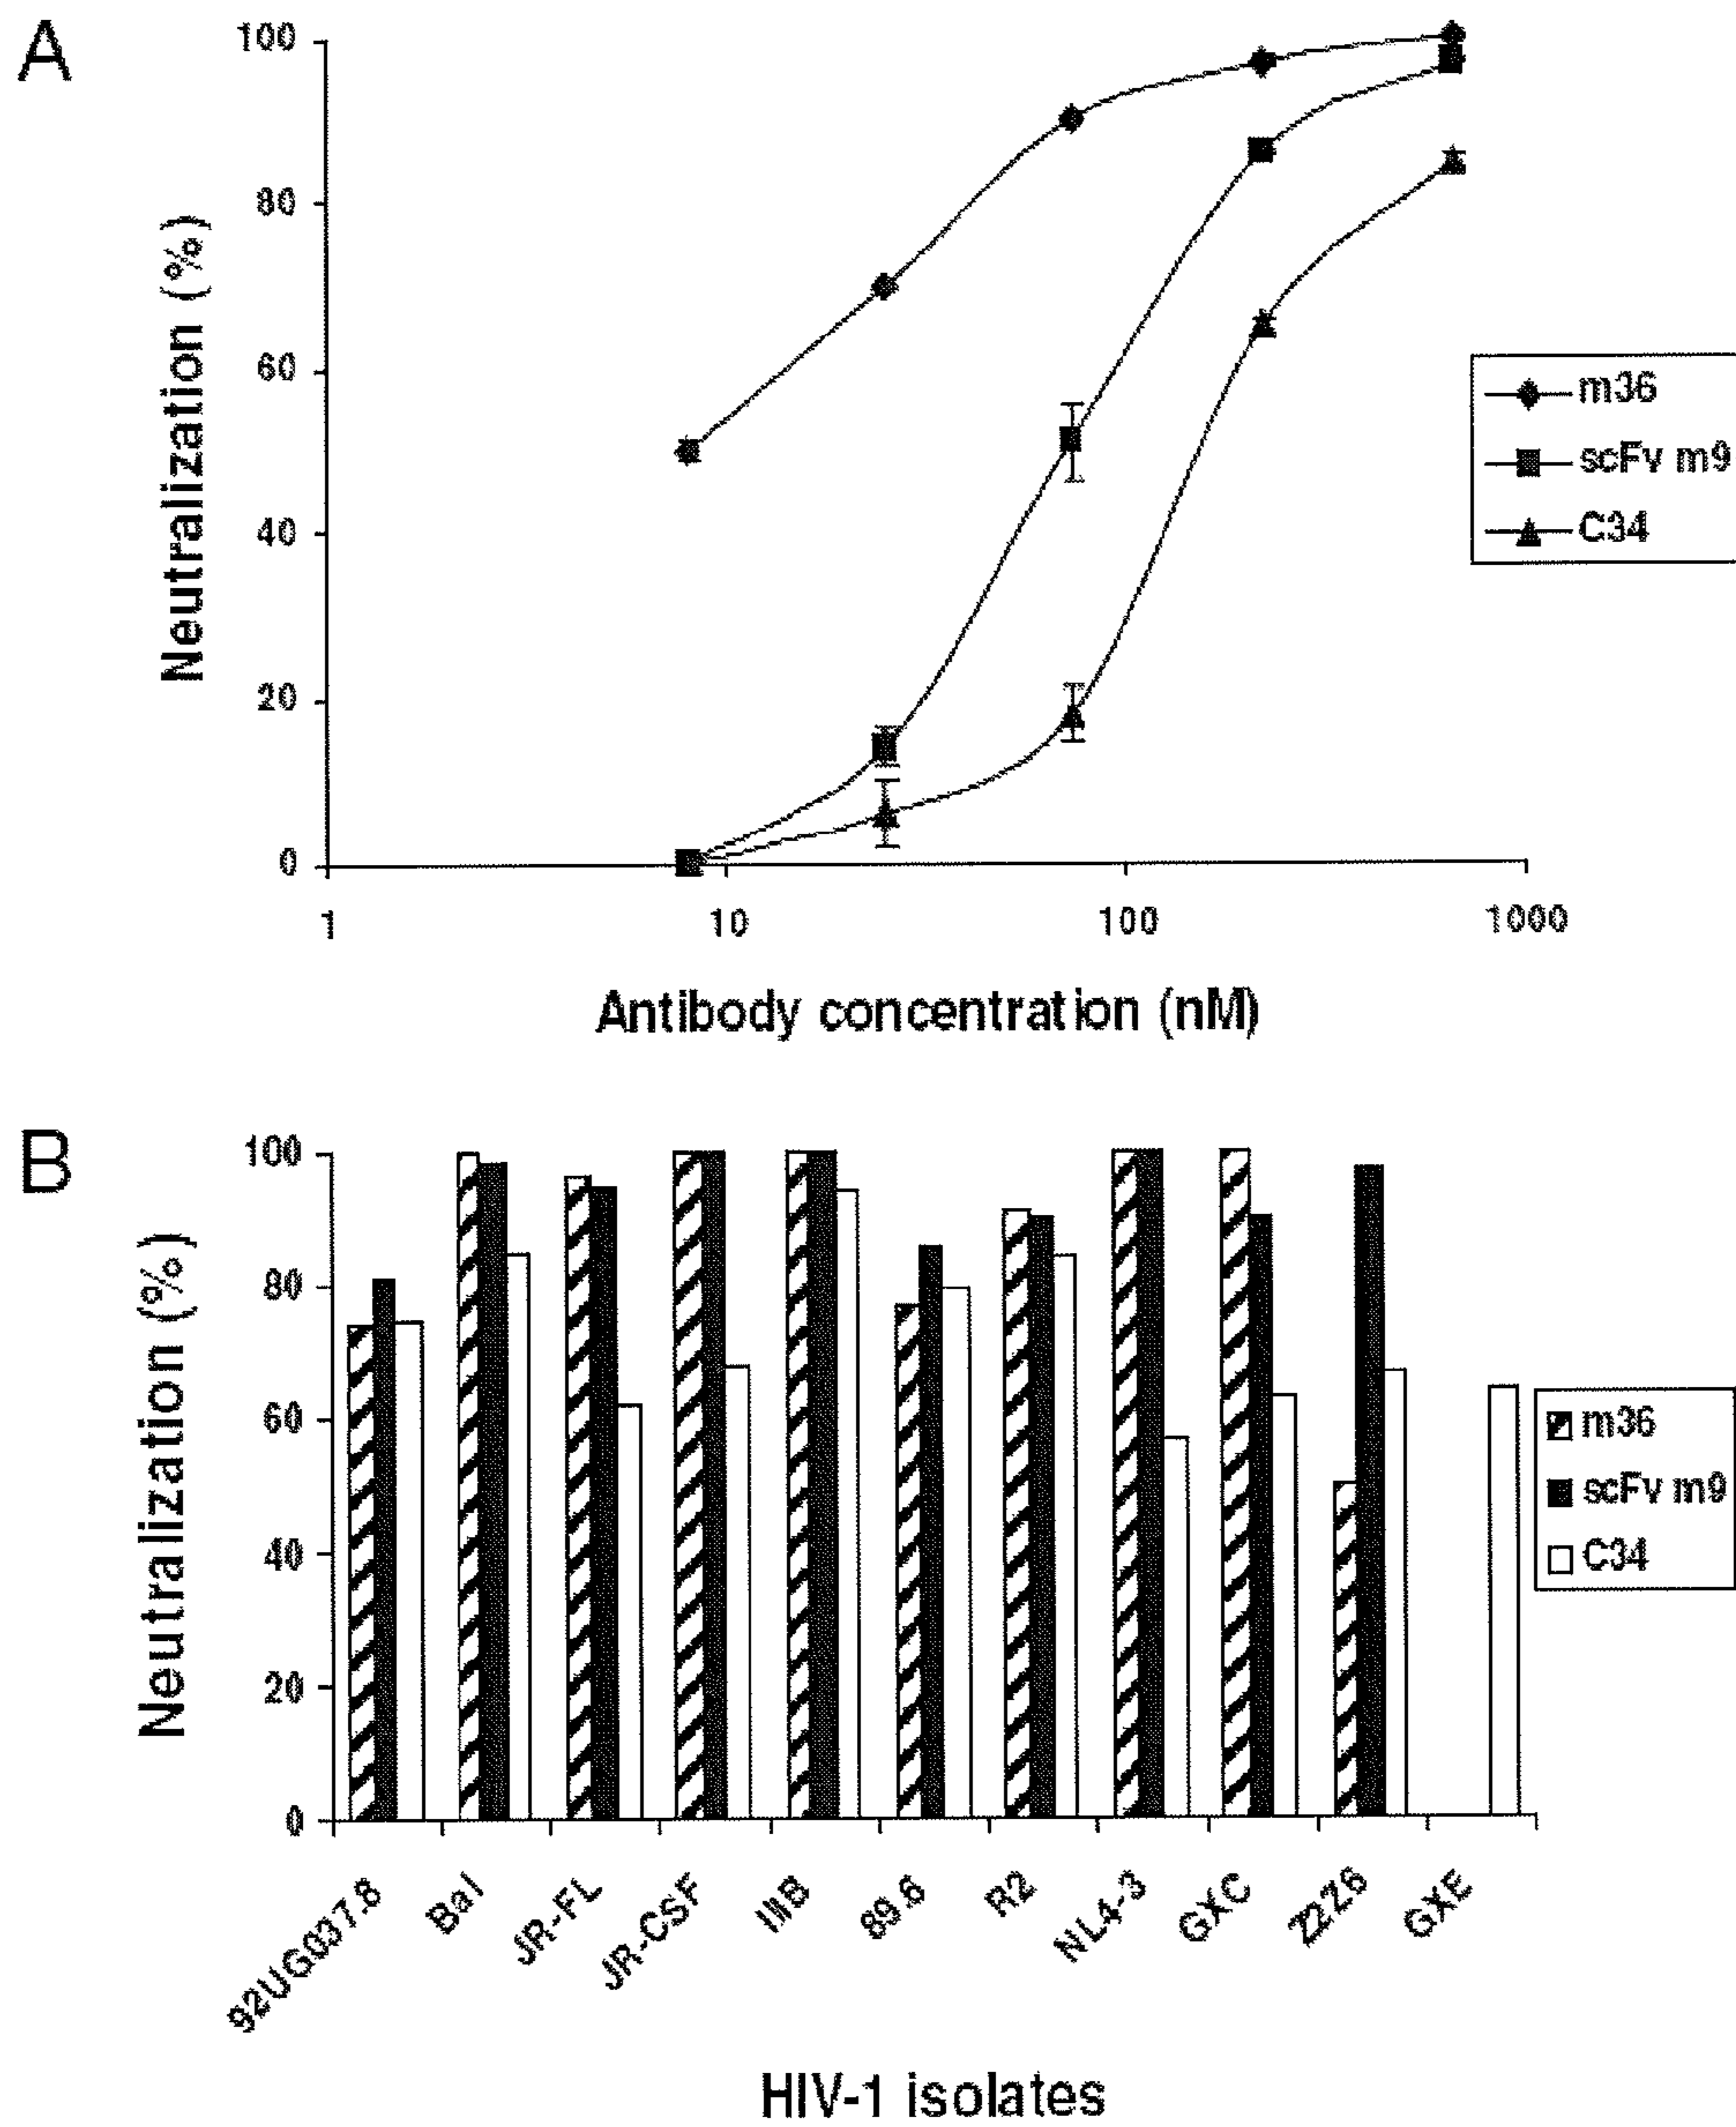 A
100
80
60
40
20
0
Neutralization (%)
1 10 100 1000
Antibody concentration (nM)
m36
scFv m9
C34
B
100
80
60
40
20
0
Neutralization (%)
92UG037.8 Bal JR-FL JR-CSF IIIB 89.6 R2 NL4-3 GXC Z2Z6 GXE
HIV-1 isolates
m36
scFv m9
C34